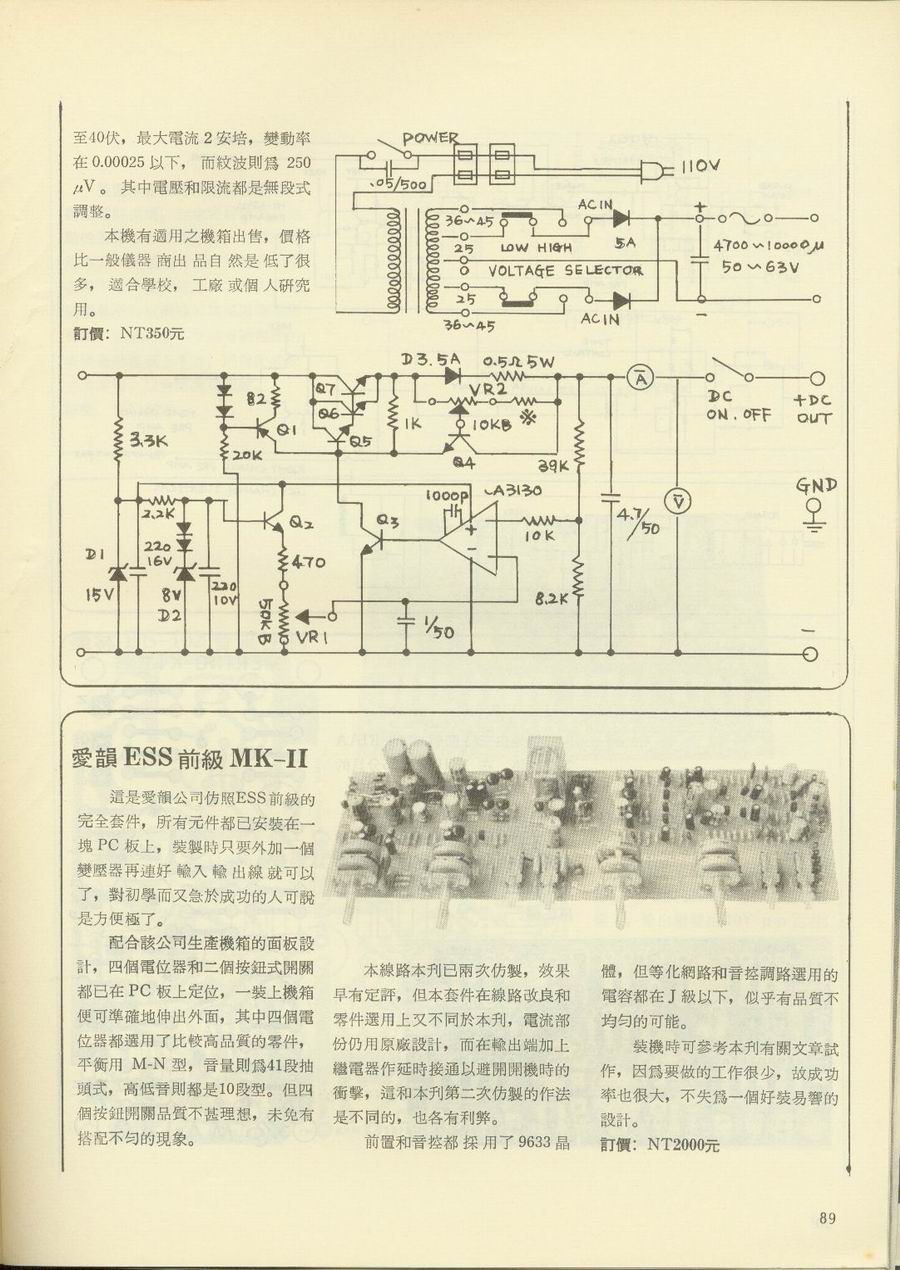 至40伏，最大電流 2 安培，變動率
在 0.00025 以下， 而紋波則爲 250
μV 。 其中電壓和限流都是無段式
調整。
本機有適用之機箱出售，價格
比一般儀器商出品自然是低了很
多， 適合學校， 工廠或個人研究
用。
訂價： NT350元
POWER
.05/500
110V
36~45
25
LOW HIGH
AC IN
5A
VOLTAGE SELECTOR
25
36~45
AC IN
+
4700~10000μ
50~63V
−
D3.5A
0.5Ω 5W
VR2
※
10KB
82
Q1
20K
3.3K
Q7
Q6
Q5
1K
Q4
39K
A
DC
ON.OFF
+DC
OUT
2.2K
220
16V
D1
15V
8V
D2
220
10V
Q2
470
50KB
VR1
Q3
1000P
CA3130
+
−
10K
8.2K
1/50
4.7/50
V
GND
−
愛韻 ESS 前級 MK-II
這是愛韻公司仿照ESS前級的
完全套件，所有元件都已安裝在一
塊 PC 板上，裝製時只要外加一個
變壓器再連好輸入輸出線就可以
了，對初學而又急於成功的人可說
是方便極了。
配合該公司生產機箱的面板設
計，四個電位器和二個按鈕式開關
都已在 PC 板上定位，一裝上機箱
便可準確地伸出外面，其中四個電
位器都選用了比較高品質的零件，
平衡用 M-N 型，音量則爲41段抽
頭式，高低音則都是10段型。但四
個按鈕開關品質不甚理想，未免有
搭配不勻的現象。
本線路本刋已兩次仿製，效果
早有定評，但本套件在線路改良和
零件選用上又不同於本刋，電流部
份仍用原廠設計，而在輸出端加上
繼電器作延時接通以避開開機時的
衝擊，這和本刋第二次仿製的作法
是不同的，也各有利弊。
前置和音控都採用了 9633 晶
體，但等化網路和音控調路選用的
電容都在 J 級以下，似乎有品質不
均勻的可能。
裝機時可參考本刋有關文章試
作，因爲要做的工作很少，故成功
率也很大，不失爲一個好裝易響的
設計。
訂價： NT2000元
89